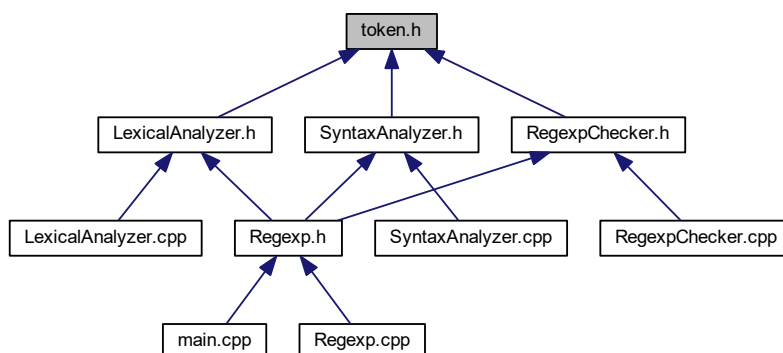 token.h
LexicalAnalyzer.h
SyntaxAnalyzer.h
RegexpChecker.h
LexicalAnalyzer.cpp
Regexp.h
SyntaxAnalyzer.cpp
RegexpChecker.cpp
main.cpp
Regexp.cpp